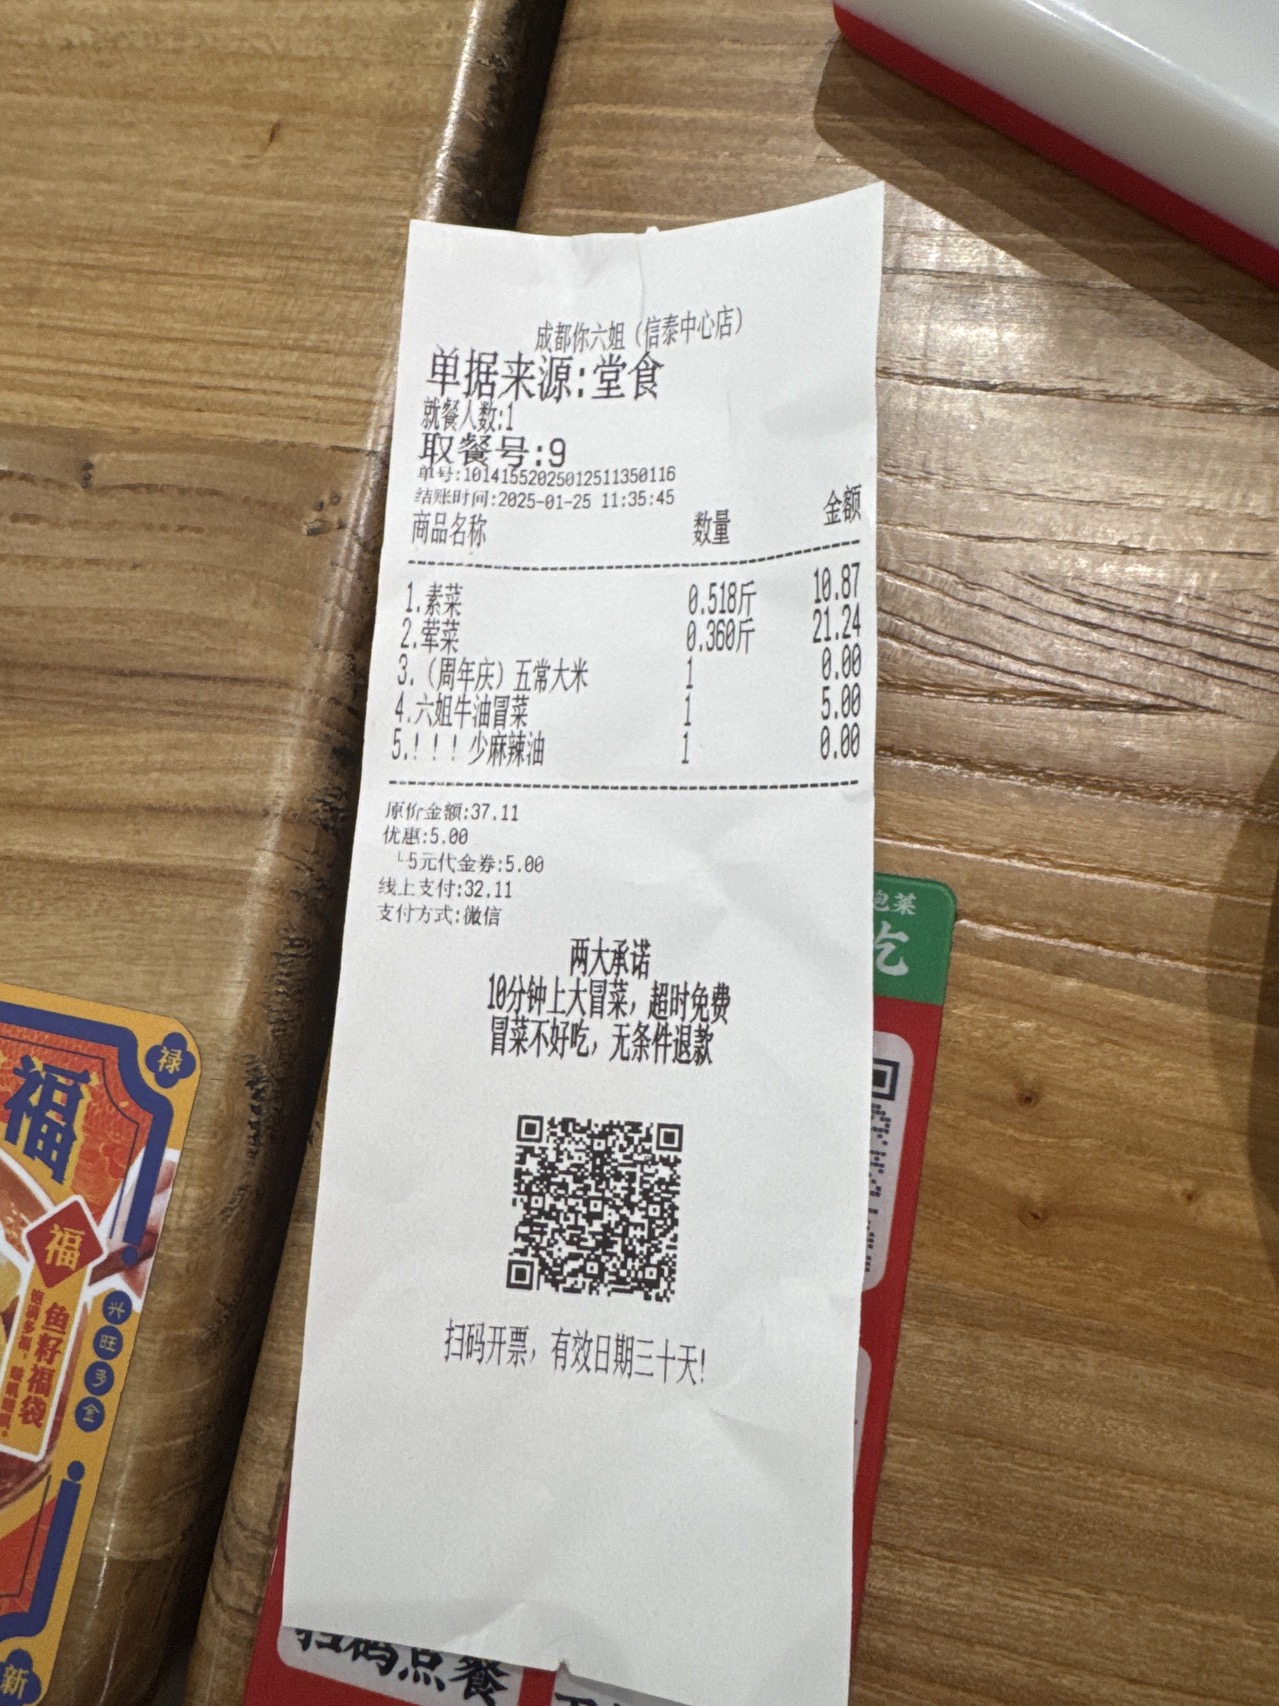 成都你六姐（信泰中心店）
单据来源:堂食
就餐人数:1
取餐号:9
单号:10141552025012511350116
结账时间:2025-01-25 11:35:45
商品名称 数量 金额
1.素菜 0.518斤 10.87
2.荤菜 0.360斤 21.24
3.（周年庆）五常大米 1 0.00
4.六姐牛油冒菜 1 5.00
5.！！！少麻辣油 1 0.00
原价金额:37.11
优惠:5.00
└5元代金券:5.00
线上支付:32.11
支付方式:微信
两大承诺
10分钟上大冒菜，超时免费
冒菜不好吃，无条件退款
扫码开票，有效日期三十天!
禄
福
福
鱼籽福袋
兴旺多金
新
吃
扫码点餐